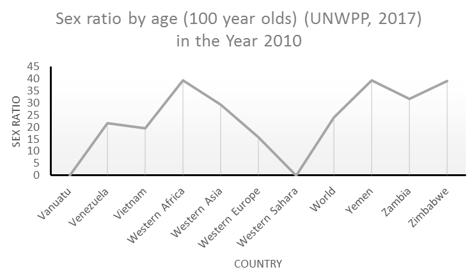 Sex ratio by age (100 year olds) (UNWPP, 2017)
in the Year 2010
SEX RATIO
45
40
35
30
25
20
15
10
5
0
Vanuatu
Venezuela
Vietnam
Western Africa
Western Asia
Western Europe
Western Sahara
World
Yemen
Zambia
Zimbabwe
COUNTRY